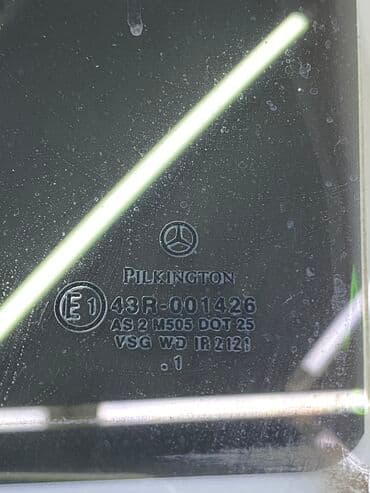 PILKINGTON
E1 43R-001426
AS 2 M505 DOT 25
VSG WD IR 2121
.1